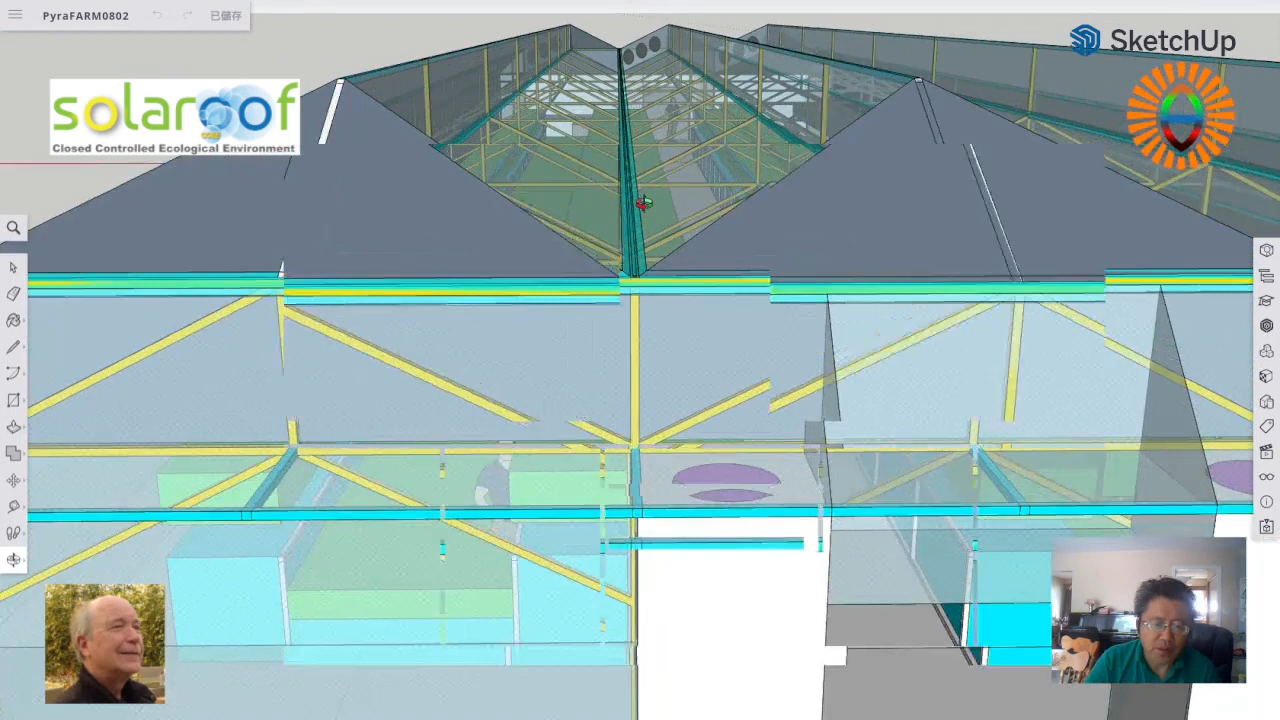 PyraFARM0802
已儲存
SketchUp
solaroof
Closed Controlled Ecological Environment